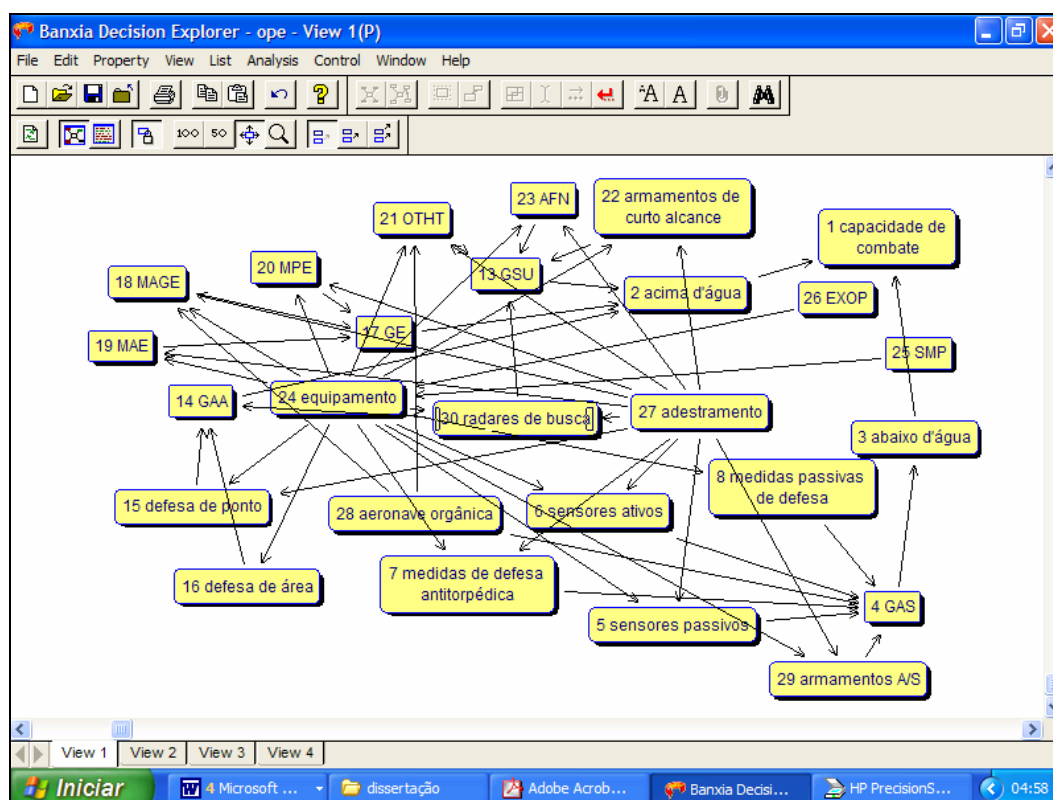 Banxia Decision Explorer - ope - View 1(P)
File Edit Property View List Analysis Control Window Help
100 50
23 AFN
22 armamentos de
curto alcance
21 OTHT
1 capacidade de
combate
20 MPE
13 GSU
18 MAGE
2 acima d'água
26 EXOP
17 GE
19 MAE
25 SMP
14 GAA
24 equipamento
30 radares de busca
27 adestramento
3 abaixo d'água
8 medidas passivas
de defesa
15 defesa de ponto
28 aeronave orgânica
6 sensores ativos
16 defesa de área
7 medidas de defesa
antitorpédica
4 GAS
5 sensores passivos
29 armamentos A/S
View 1 View 2 View 3 View 4
Iniciar 4 Microsoft ... dissertação Adobe Acrob... Banxia Decisi... HP PrecisionS... 04:58